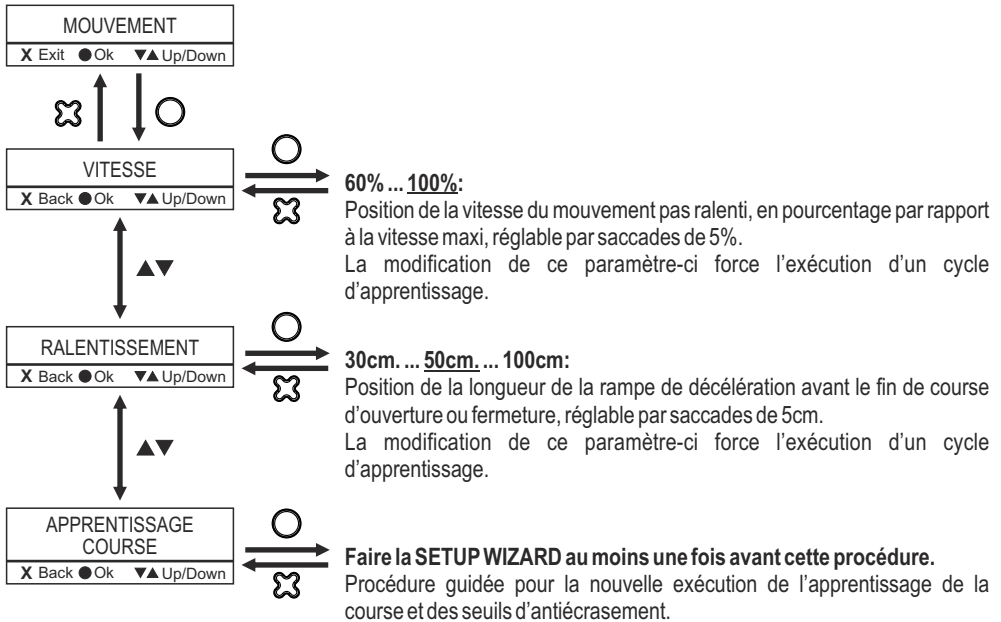 MOUVEMENT
X Exit ●Ok ▼▲Up/Down
VITESSE
X Back ●Ok ▼▲Up/Down
60% ... 100%:
Position de la vitesse du mouvement pas ralenti, en pourcentage par rapport
à la vitesse maxi, réglable par saccades de 5%.
La modification de ce paramètre-ci force l'exécution d'un cycle
d'apprentissage.
▲▼
RALENTISSEMENT
X Back ●Ok ▼▲Up/Down
30cm. ... 50cm. ... 100cm:
Position de la longueur de la rampe de décélération avant le fin de course
d'ouverture ou fermeture, réglable par saccades de 5cm.
La modification de ce paramètre-ci force l'exécution d'un cycle
d'apprentissage.
▲▼
APPRENTISSAGE
COURSE
X Back ●Ok ▼▲Up/Down
Faire la SETUP WIZARD au moins une fois avant cette procédure.
Procédure guidée pour la nouvelle exécution de l'apprentissage de la
course et des seuils d'antiécrasement.